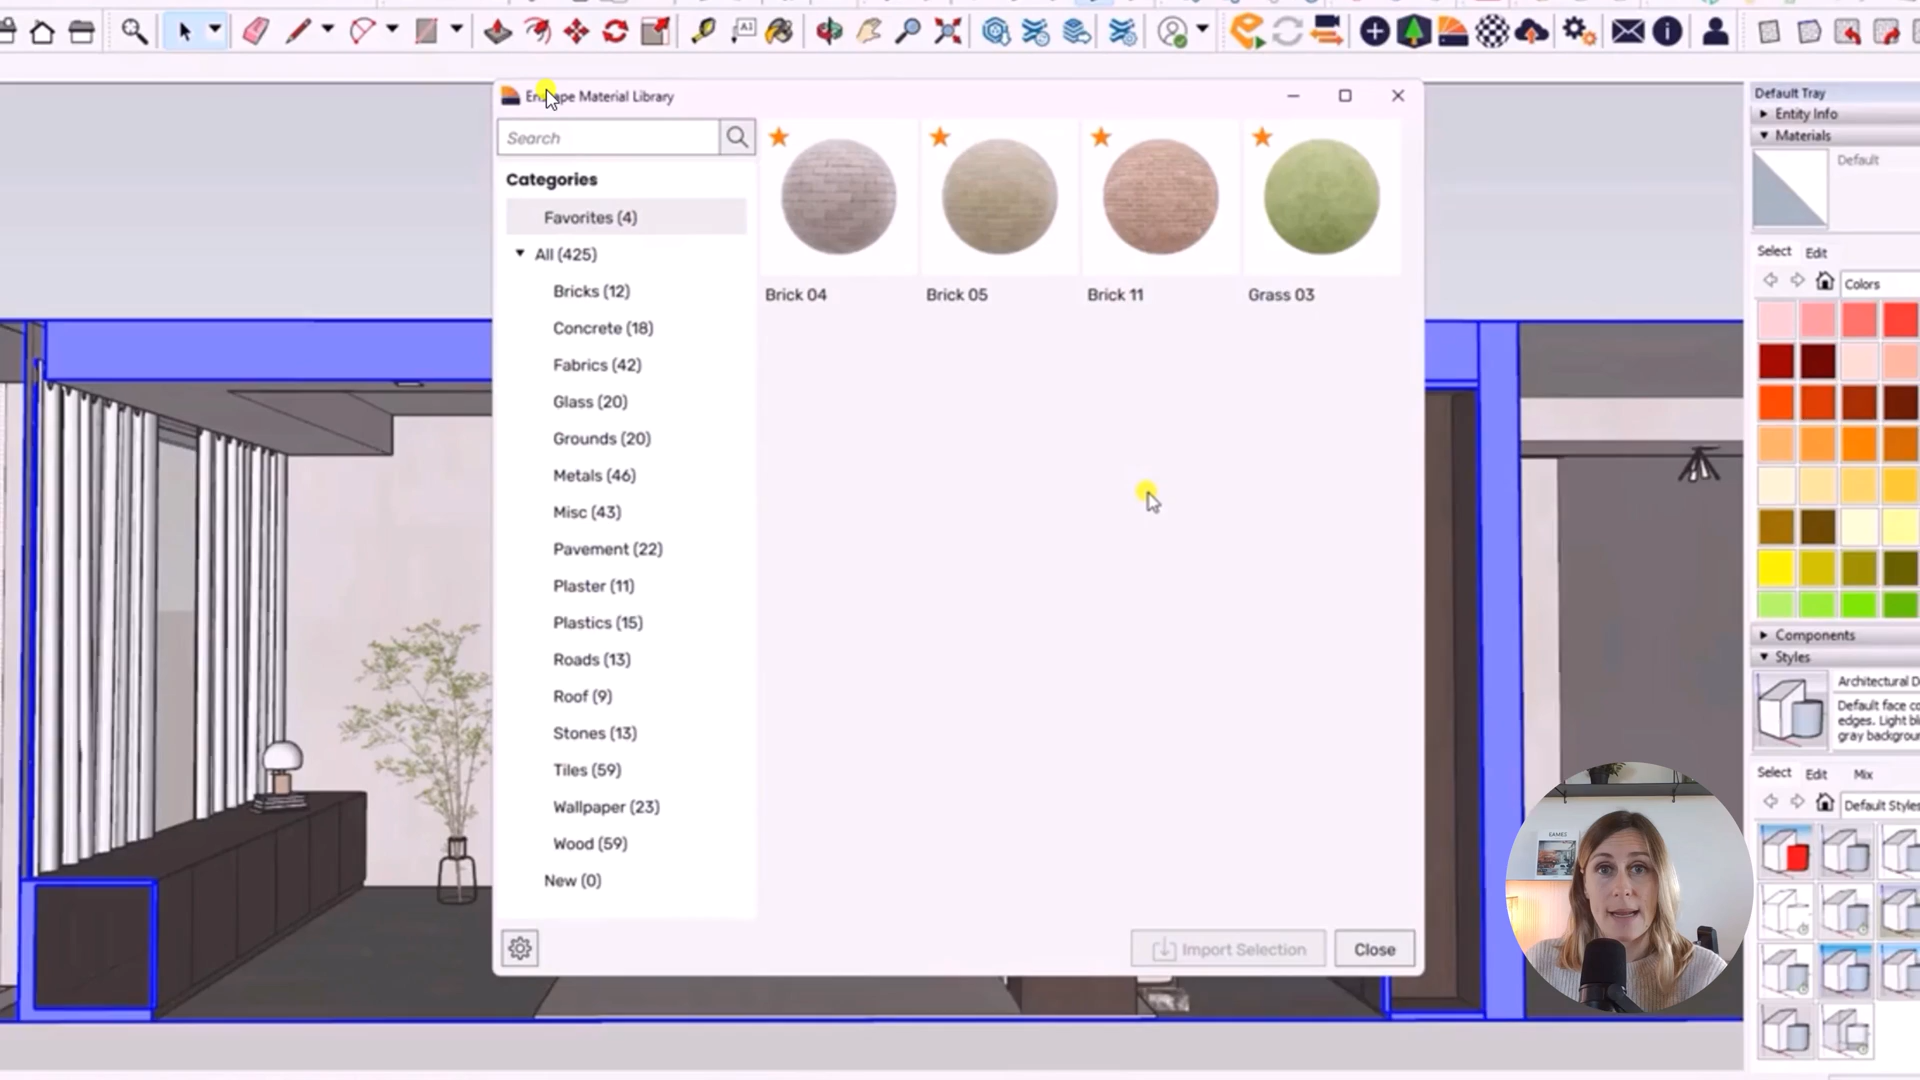 A1
Enscape Material Library
Search
Categories
Favorites (4)
All (425)
Bricks (12)
Concrete (18)
Fabrics (42)
Glass (20)
Grounds (20)
Metals (46)
Misc (43)
Pavement (22)
Plaster (11)
Plastics (15)
Roads (13)
Roof (9)
Stones (13)
Tiles (59)
Wallpaper (23)
Wood (59)
New (0)
Brick 04
Brick 05
Brick 11
Grass 03
Import Selection
Close
Default Tray
Entity Info
Materials
Default
Select
Edit
Colors
Components
Styles
Architectural D
Default face co
edges. Light bl
gray backgroun
Select
Edit
Mix
Default Styles
EAMES